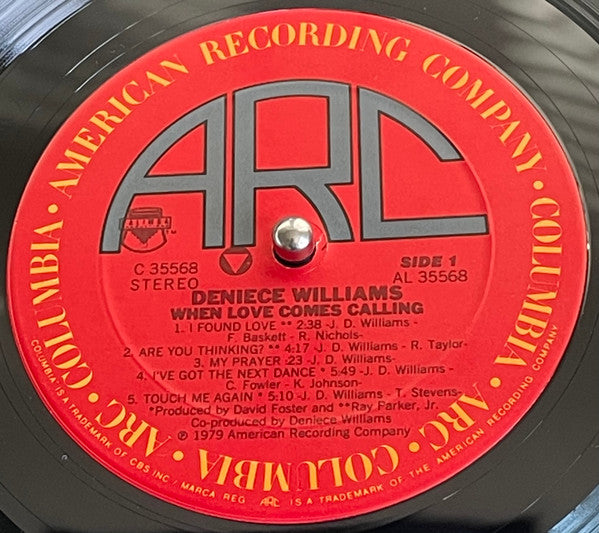 AMERICAN RECORDING COMPANY • COLUMBIA • ARC • COLUMBIA • ARC • COLUMBIA •
ARC
C 35568
STEREO
SIDE 1
AL 35568
DENIECE WILLIAMS
WHEN LOVE COMES CALLING
1. I FOUND LOVE ** 2:38 -J. D. Williams-
F. Baskett - R. Nichols-
2. ARE YOU THINKING? ** 4:17 -J. D. Williams - R. Taylor-
3. MY PRAYER :23 -J. D. Williams-
4. I'VE GOT THE NEXT DANCE * 5:49 -J. D. Williams-
C. Fowler - K. Johnson-
5. TOUCH ME AGAIN * 5:10 -J. D. Williams - T. Stevens-
*Produced by David Foster and **Ray Parker, Jr.
Co-produced by Deniece Williams
℗ 1979 American Recording Company
COLUMBIA IS A TRADEMARK OF CBS INC./ MARCA REG. ARC IS A TRADEMARK OF THE AMERICAN RECORDING COMPANY